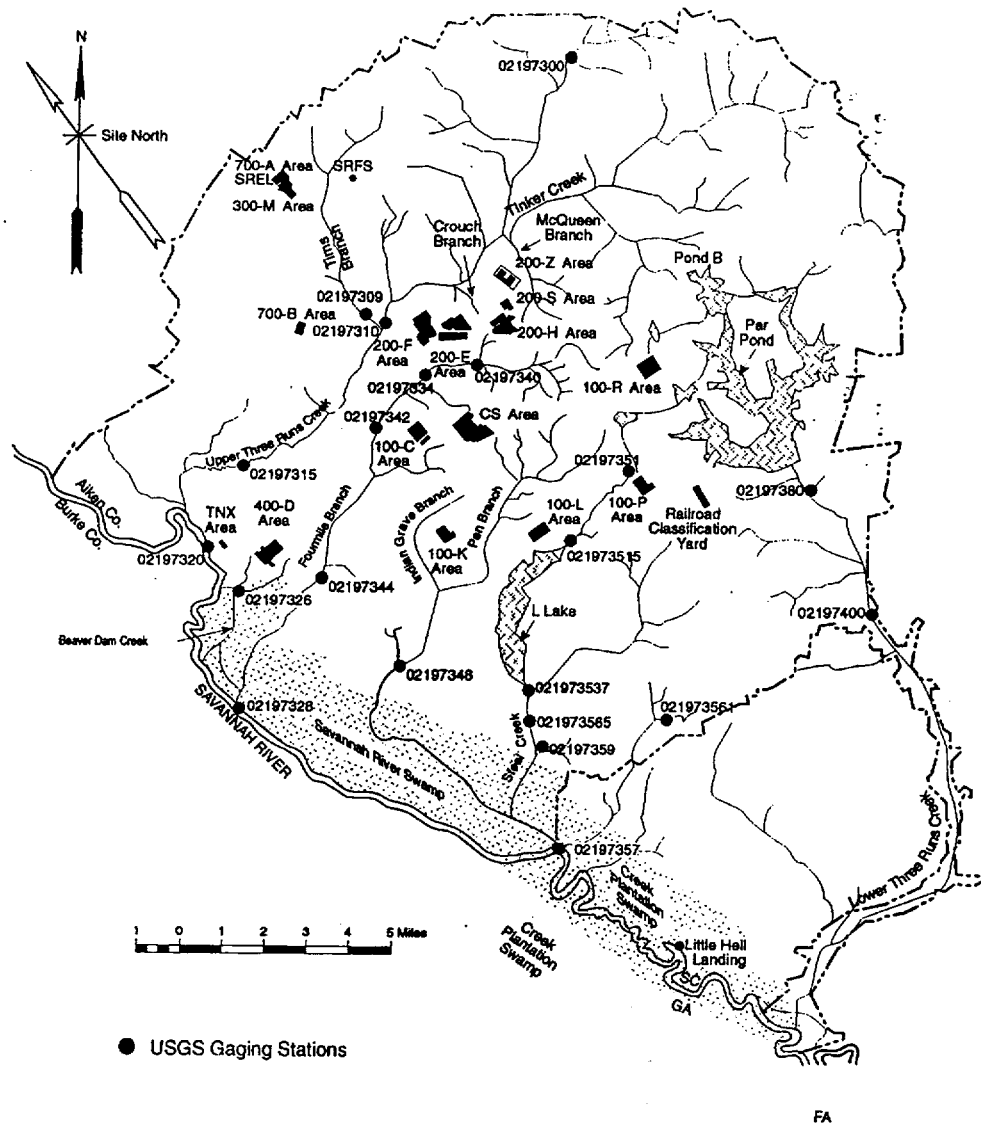 N
Site North
02197300
700-A Area
SREL
SRFS
300-M Area
Tims
Branch
Tinker Creek
Crouch
Branch
McQueen
Branch
200-Z Area
Pond B
200-S Area
02197309
700-B Area
02197310
200-H Area
Par
Pond
200-F
Area
200-E
Area
02197340
100-R Area
02197334
02197342
CS Area
100-C
Area
Upper Three Runs Creek
02197315
02197351
02197380
Aiken Co.
Burke Co.
TNX
Area
400-D
Area
Fourmile Branch
Indian Grave Branch
Pen Branch
100-L
Area
100-P
Area
Railroad
Classification
Yard
100-K
Area
02197320
021973515
02197326
02197344
L Lake
02197400
Beaver Dam Creek
02197348
021973537
02197328
021973565
021973561
02197359
SAVANNAH RIVER
Savannah River Swamp
Steel Creek
02197357
Lower Three Runs Creek
Creek
Plantation
Swamp
Creek
Plantation
Swamp
Little Hell
Landing
SC
GA
1 0 1 2 3 4 5 Miles
USGS Gaging Stations
FA